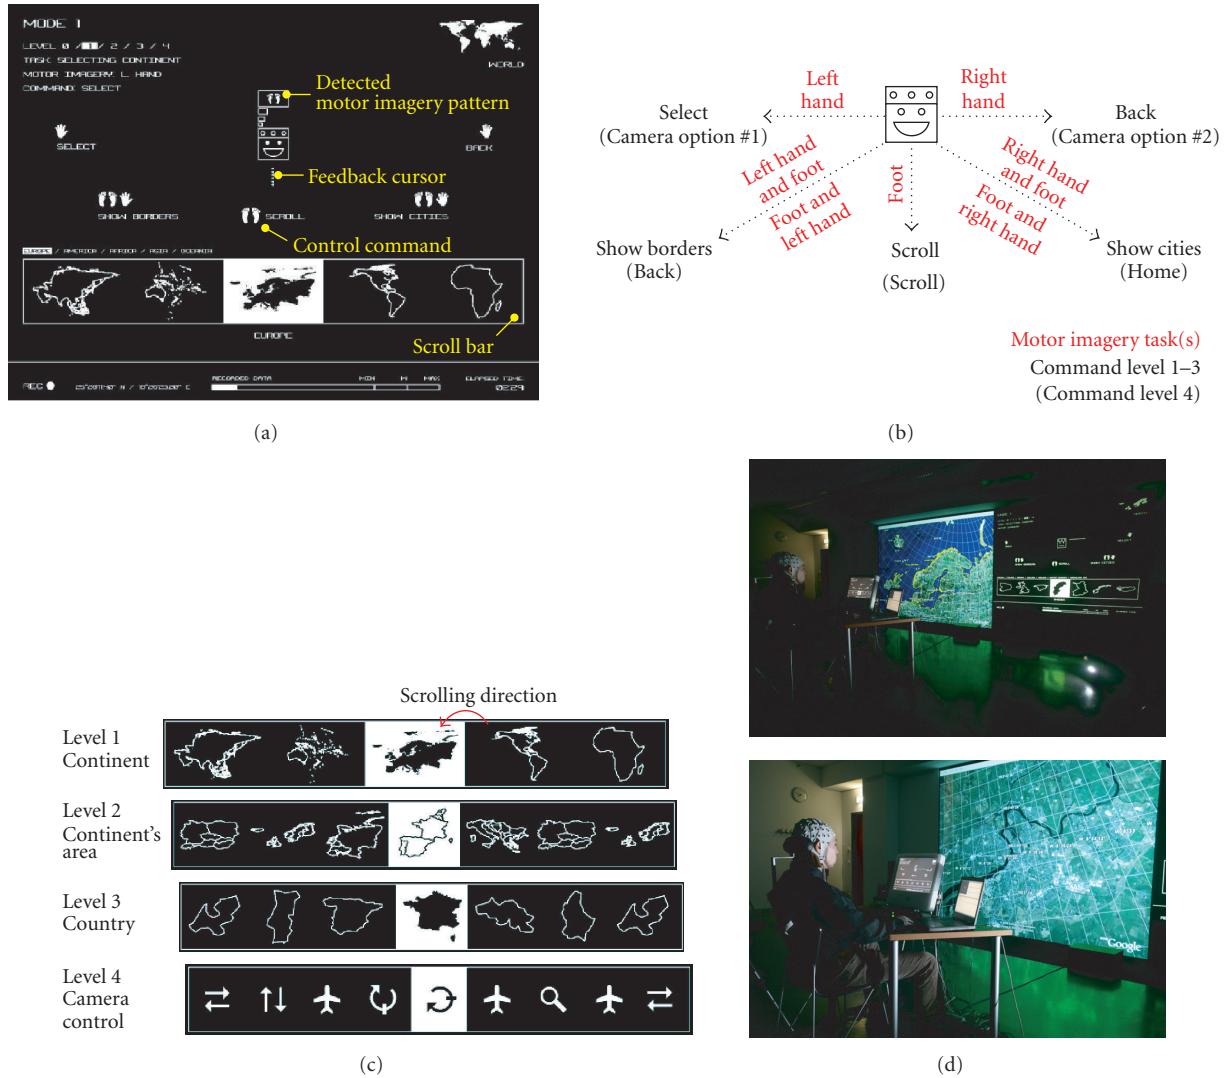 MODE 1
LEVEL 0 / 1 / 2 / 3 / 4
TASK: SELECTING CONTINENT
MOTOR IMAGERY: L. HAND
COMMAND: SELECT
WORLD
Detected
motor imagery pattern
SELECT
BACK
Feedback cursor
SHOW BORDERS
SCROLL
SHOW CITIES
Control command
EUROPE / AMERICA / AFRICA / ASIA / OCEANIA
EUROPE
Scroll bar
REC
RECORDED DATA
MIN
M
MAX
ELAPSED TIME:
02:29
(a)
Left
hand
Right
hand
Select
(Camera option #1)
Back
(Camera option #2)
Left hand
and foot
Foot and
left hand
Foot
Right hand
and foot
Foot and
right hand
Show borders
(Back)
Scroll
(Scroll)
Show cities
(Home)
Motor imagery task(s)
Command level 1–3
(Command level 4)
(b)
Scrolling direction
Level 1
Continent
Level 2
Continent's
area
Level 3
Country
Level 4
Camera
control
(c)
Google
(d)